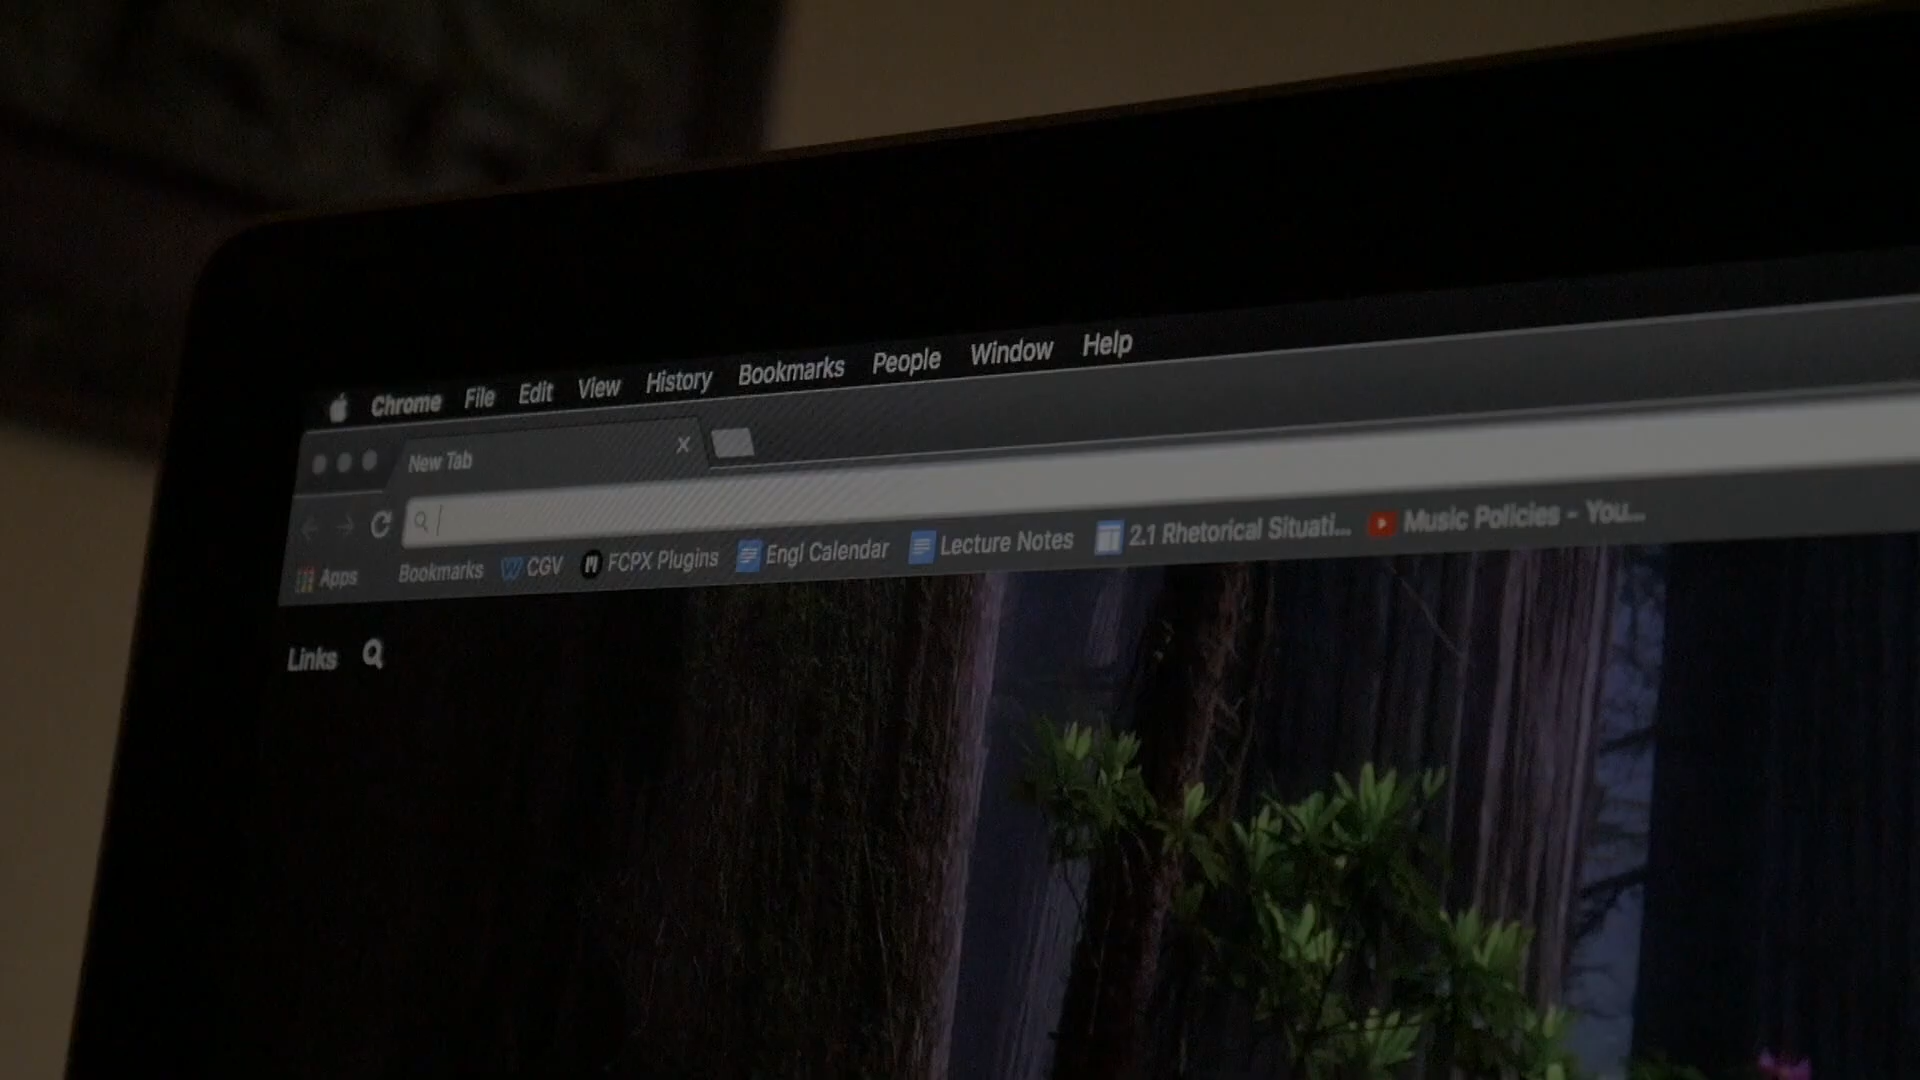 Chrome File Edit View History Bookmarks People Window Help
New Tab
Apps Bookmarks CGV FCPX Plugins Engl Calendar Lecture Notes 2.1 Rhetorical Situati... Music Policies - You...
Links